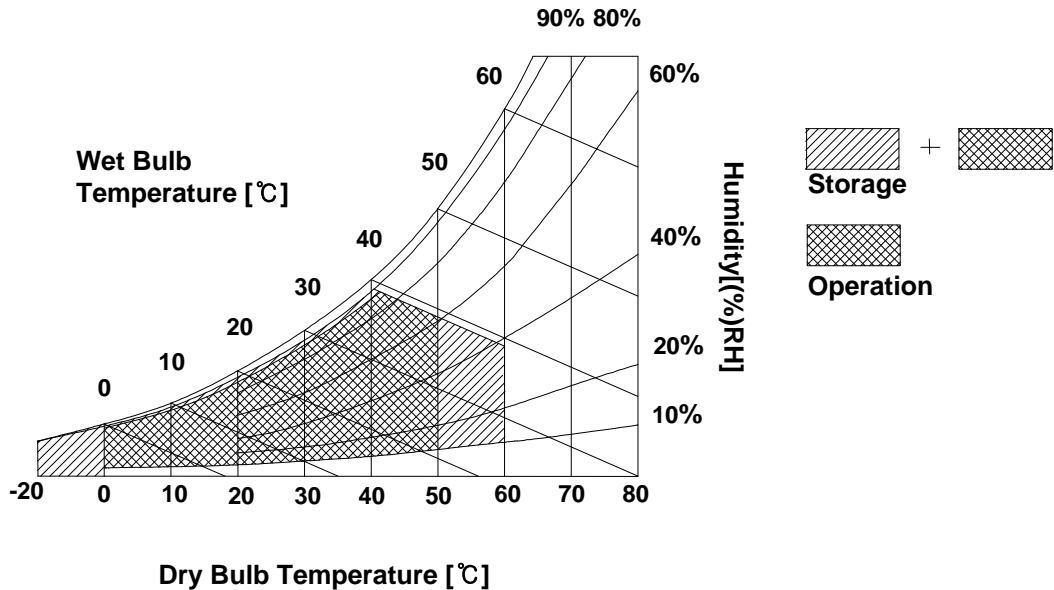 90% 80%
60
60%
50
Wet Bulb
Temperature [℃]
Storage
+
40%
40
Humidity[(%)RH]
30
Operation
20
20%
10
0
10%
-20 0 10 20 30 40 50 60 70 80
Dry Bulb Temperature [℃]